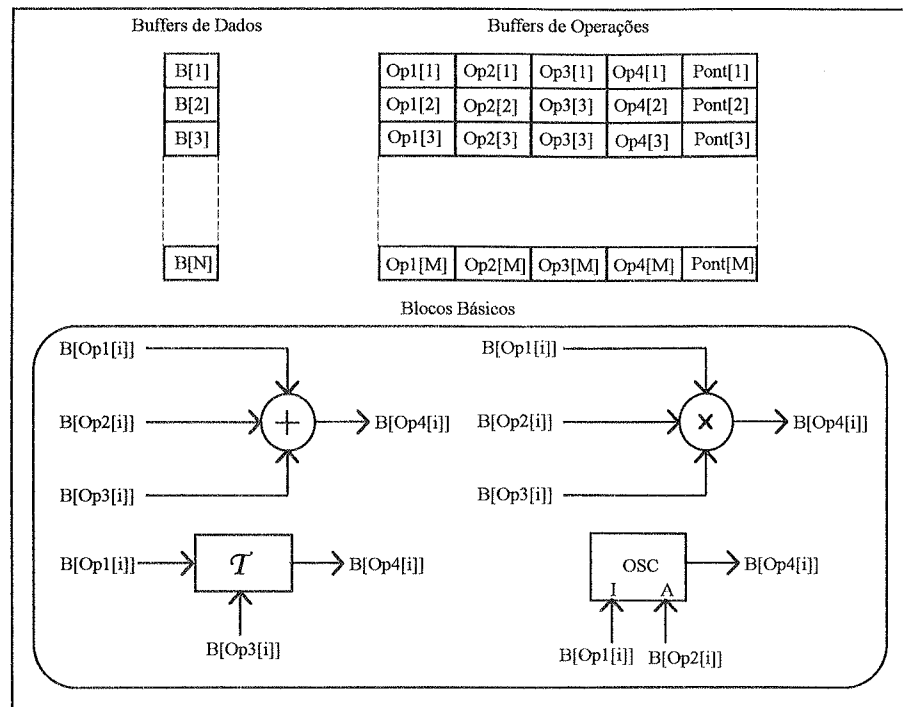 Buffers de Dados Buffers de Operações
B[1] Op1[1] Op2[1] Op3[1] Op4[1] Pont[1]
B[2] Op1[2] Op2[2] Op3[3] Op4[2] Pont[2]
B[3] Op1[3] Op2[3] Op3[3] Op4[3] Pont[3]
B[N] Op1[M] Op2[M] Op3[M] Op4[M] Pont[M]
Blocos Básicos
B[Op1[i]] B[Op1[i]]
B[Op2[i]] + B[Op4[i]] B[Op2[i]] × B[Op4[i]]
B[Op3[i]] B[Op3[i]]
B[Op1[i]] T B[Op4[i]] OSC B[Op4[i]]
I A
B[Op3[i]] B[Op1[i]] B[Op2[i]]